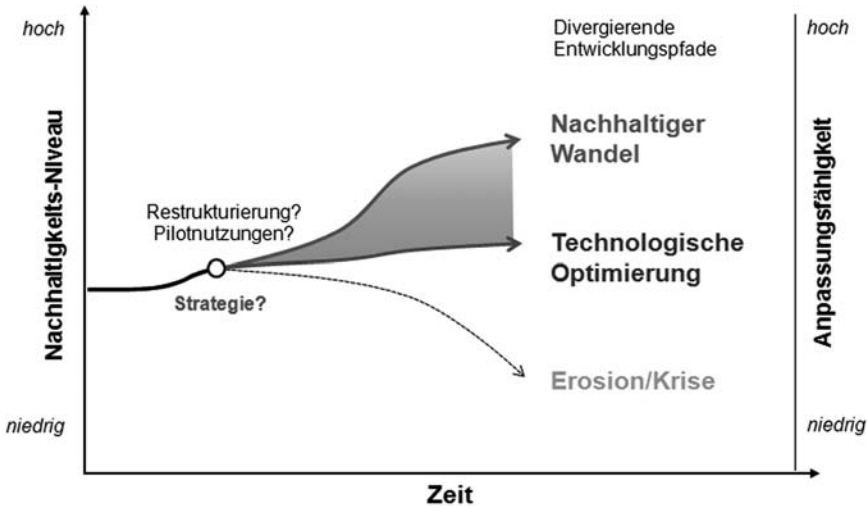 hoch
Divergierende
Entwicklungspfade
hoch
Nachhaltigkeits-Niveau
Anpassungsfähigkeit
Nachhaltiger
Wandel
Restrukturierung?
Pilotnutzungen?
Technologische
Optimierung
Strategie?
Erosion/Krise
niedrig
niedrig
Zeit